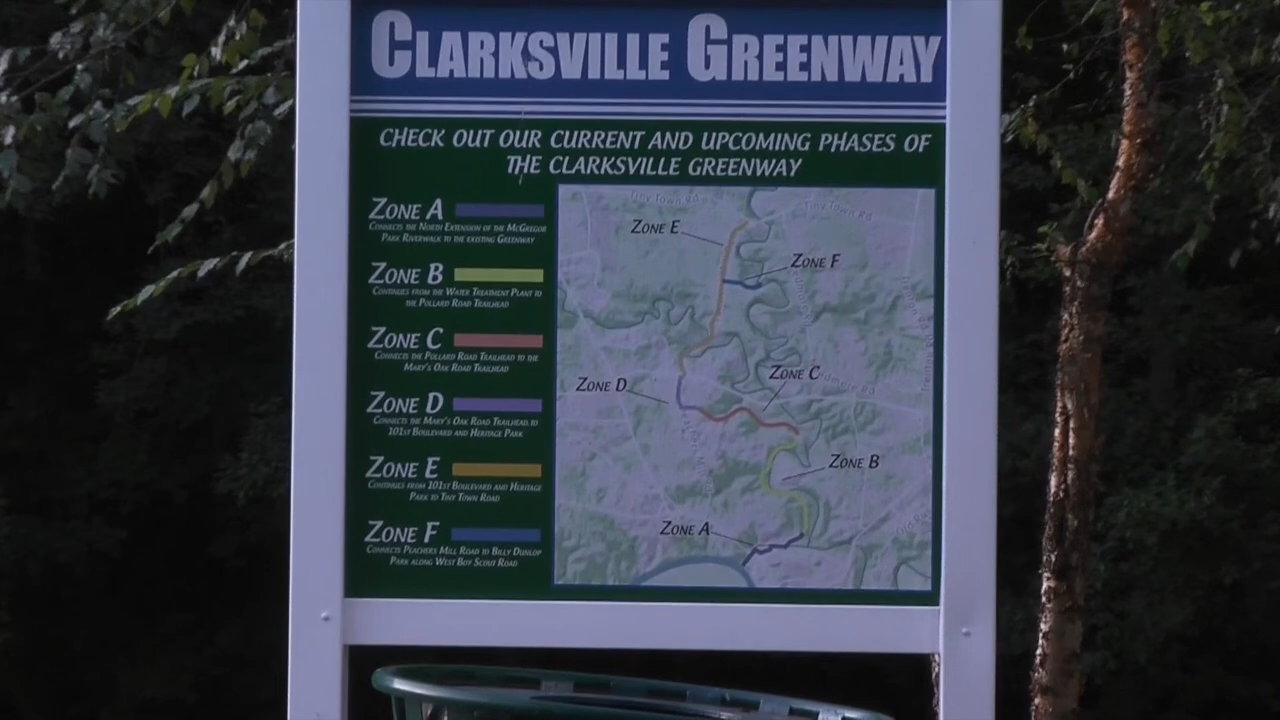 CLARKSVILLE GREENWAY
CHECK OUT OUR CURRENT AND UPCOMING PHASES OF
THE CLARKSVILLE GREENWAY
ZONE A
CONNECTS THE NORTH EXTENSION OF THE MCGREGOR
PARK RIVERWALK TO THE EXISTING GREENWAY
ZONE B
CONTINUES FROM THE WATER TREATMENT PLANT TO
THE POLLARD ROAD TRAILHEAD
ZONE C
CONNECTS THE POLLARD ROAD TRAILHEAD TO THE
MARY'S OAK ROAD TRAILHEAD
ZONE D
CONNECTS THE MARY'S OAK ROAD TRAILHEAD TO
101ST BOULEVARD AND HERITAGE PARK
ZONE E
CONTINUES FROM 101ST BOULEVARD AND HERITAGE
PARK TO TINY TOWN ROAD
ZONE F
CONNECTS PEACHERS MILL ROAD TO BILLY DUNLOP
PARK ALONG WEST BOY SCOUT ROAD
Tiny Town Rd
Tiny Town Rd
ZONE E
ZONE F
Trenton Rd
ZONE C
ZONE D
ZONE B
ZONE A